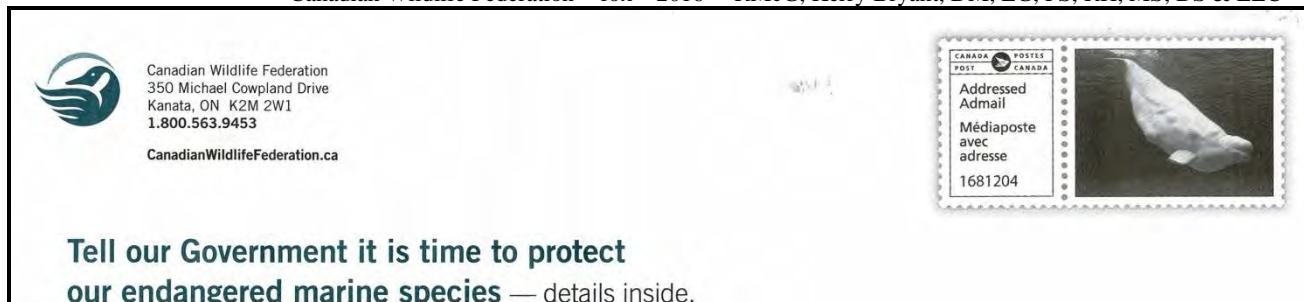 Canadian Wildlife Federation
350 Michael Cowpland Drive
Kanata, ON K2M 2W1
1.800.563.9453
CanadianWildlifeFederation.ca
CANADA POSTES
POST CANADA
Addressed
Admail
Médiaposte
avec
adresse
1681204
Tell our Government it is time to protect
our endangered marine species — details inside.